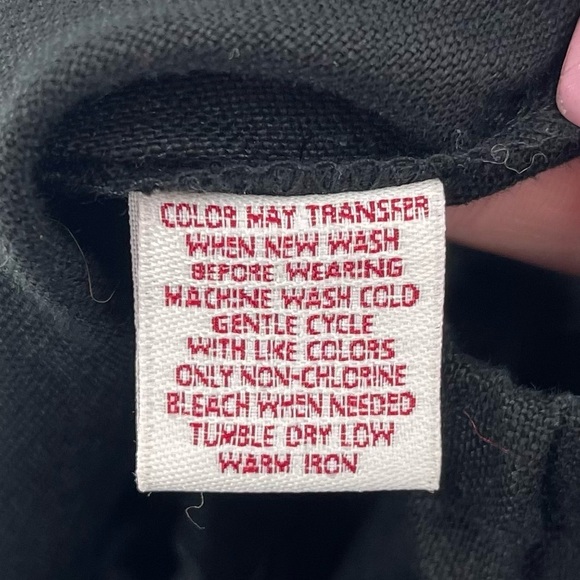 COLOR MAY TRANSFER
WHEN NEW WASH
BEFORE WEARING
MACHINE WASH COLD
GENTLE CYCLE
WITH LIKE COLORS
ONLY NON-CHLORINE
BLEACH WHEN NEEDED
TUMBLE DRY LOW
WARM IRON